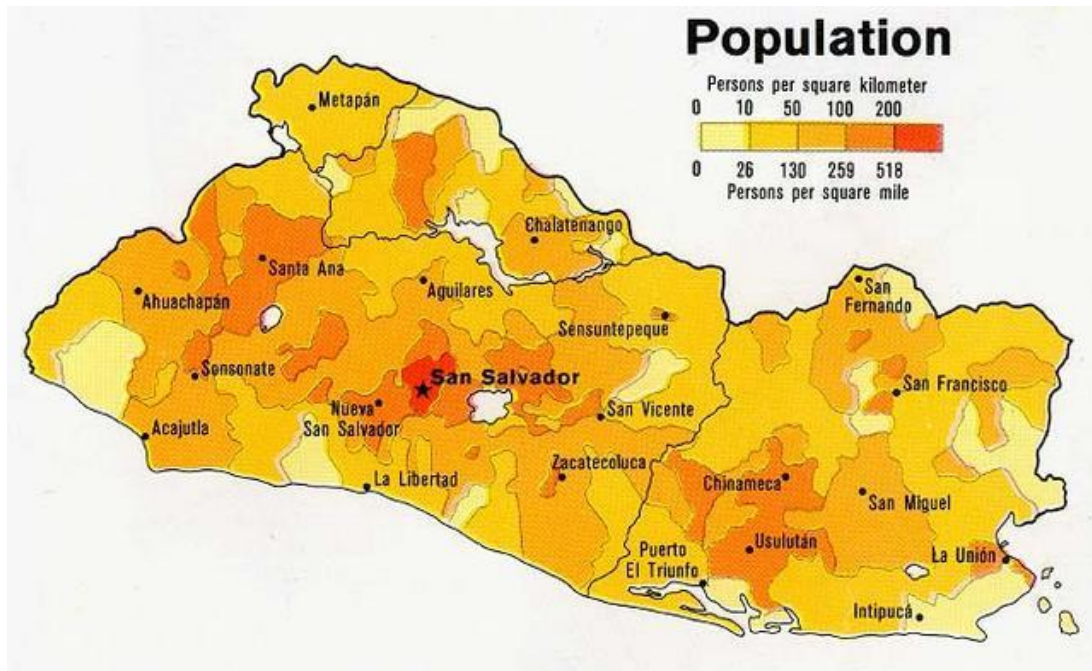 Population
Persons per square kilometer
0 10 50 100 200
0 26 130 259 518
Persons per square mile
Metapán
Chalatenango
Santa Ana
Aguilares
Ahuachapán
San
Fernando
Sensuntepeque
Sonsonate
San Salvador
San Francisco
Nueva
San Salvador
San Vicente
Acajutla
La Libertad
Zacatecoluca
Chinameca
San Miguel
Usulután
Puerto
El Triunfo
La Unión
Intipucá